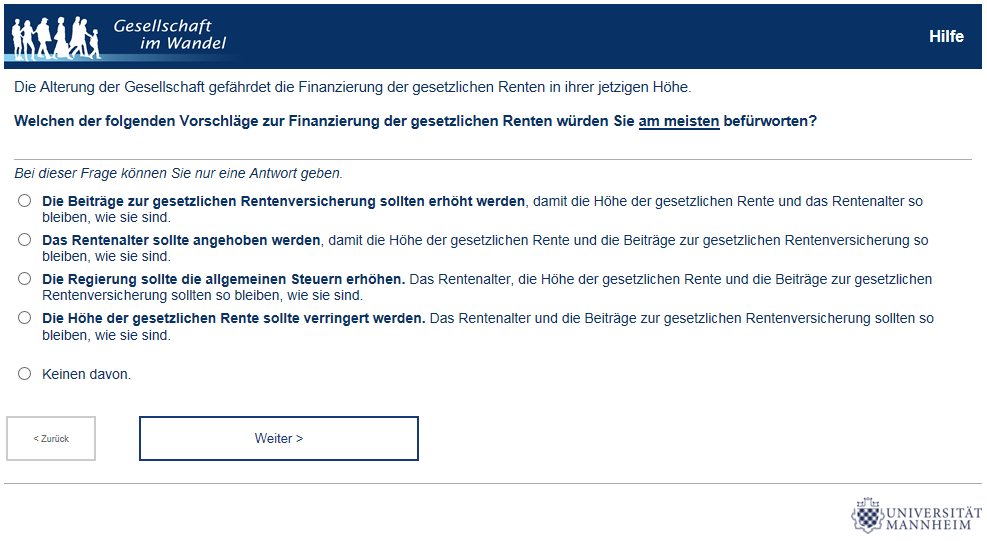 Gesellschaft
im Wandel
Hilfe
Die Alterung der Gesellschaft gefährdet die Finanzierung der gesetzlichen Renten in ihrer jetzigen Höhe.
Welchen der folgenden Vorschläge zur Finanzierung der gesetzlichen Renten würden Sie am meisten befürworten?
Bei dieser Frage können Sie nur eine Antwort geben.
Die Beiträge zur gesetzlichen Rentenversicherung sollten erhöht werden, damit die Höhe der gesetzlichen Rente und das Rentenalter so
bleiben, wie sie sind.
Das Rentenalter sollte angehoben werden, damit die Höhe der gesetzlichen Rente und die Beiträge zur gesetzlichen Rentenversicherung so
bleiben, wie sie sind.
Die Regierung sollte die allgemeinen Steuern erhöhen. Das Rentenalter, die Höhe der gesetzlichen Rente und die Beiträge zur gesetzlichen
Rentenversicherung sollten so bleiben, wie sie sind.
Die Höhe der gesetzlichen Rente sollte verringert werden. Das Rentenalter und die Beiträge zur gesetzlichen Rentenversicherung sollten so
bleiben, wie sie sind.
Keinen davon.
< Zurück
Weiter >
UNIVERSITÄT
MANNHEIM